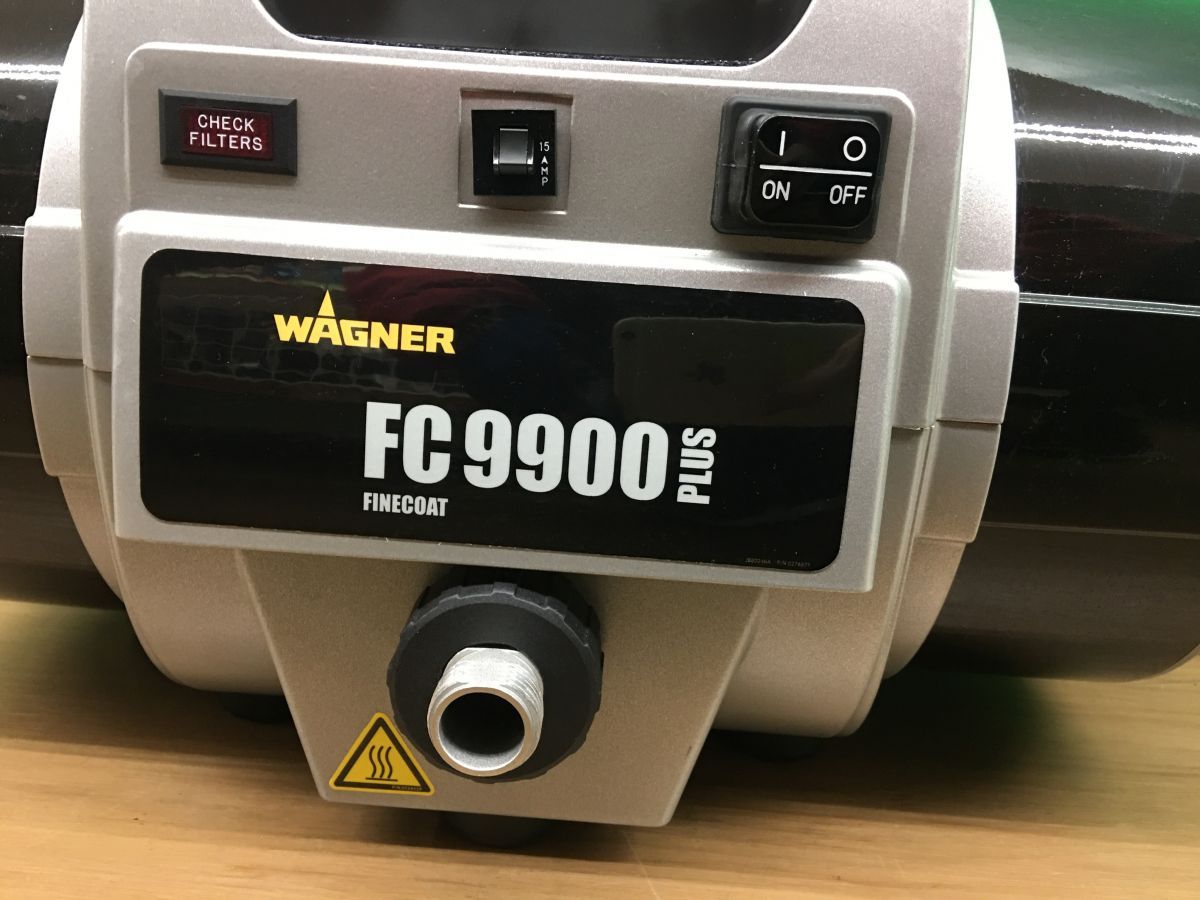 CHECK
FILTERS
15
AMP
I O
ON OFF
WAGNER
FC 9900 PLUS
FINECOAT